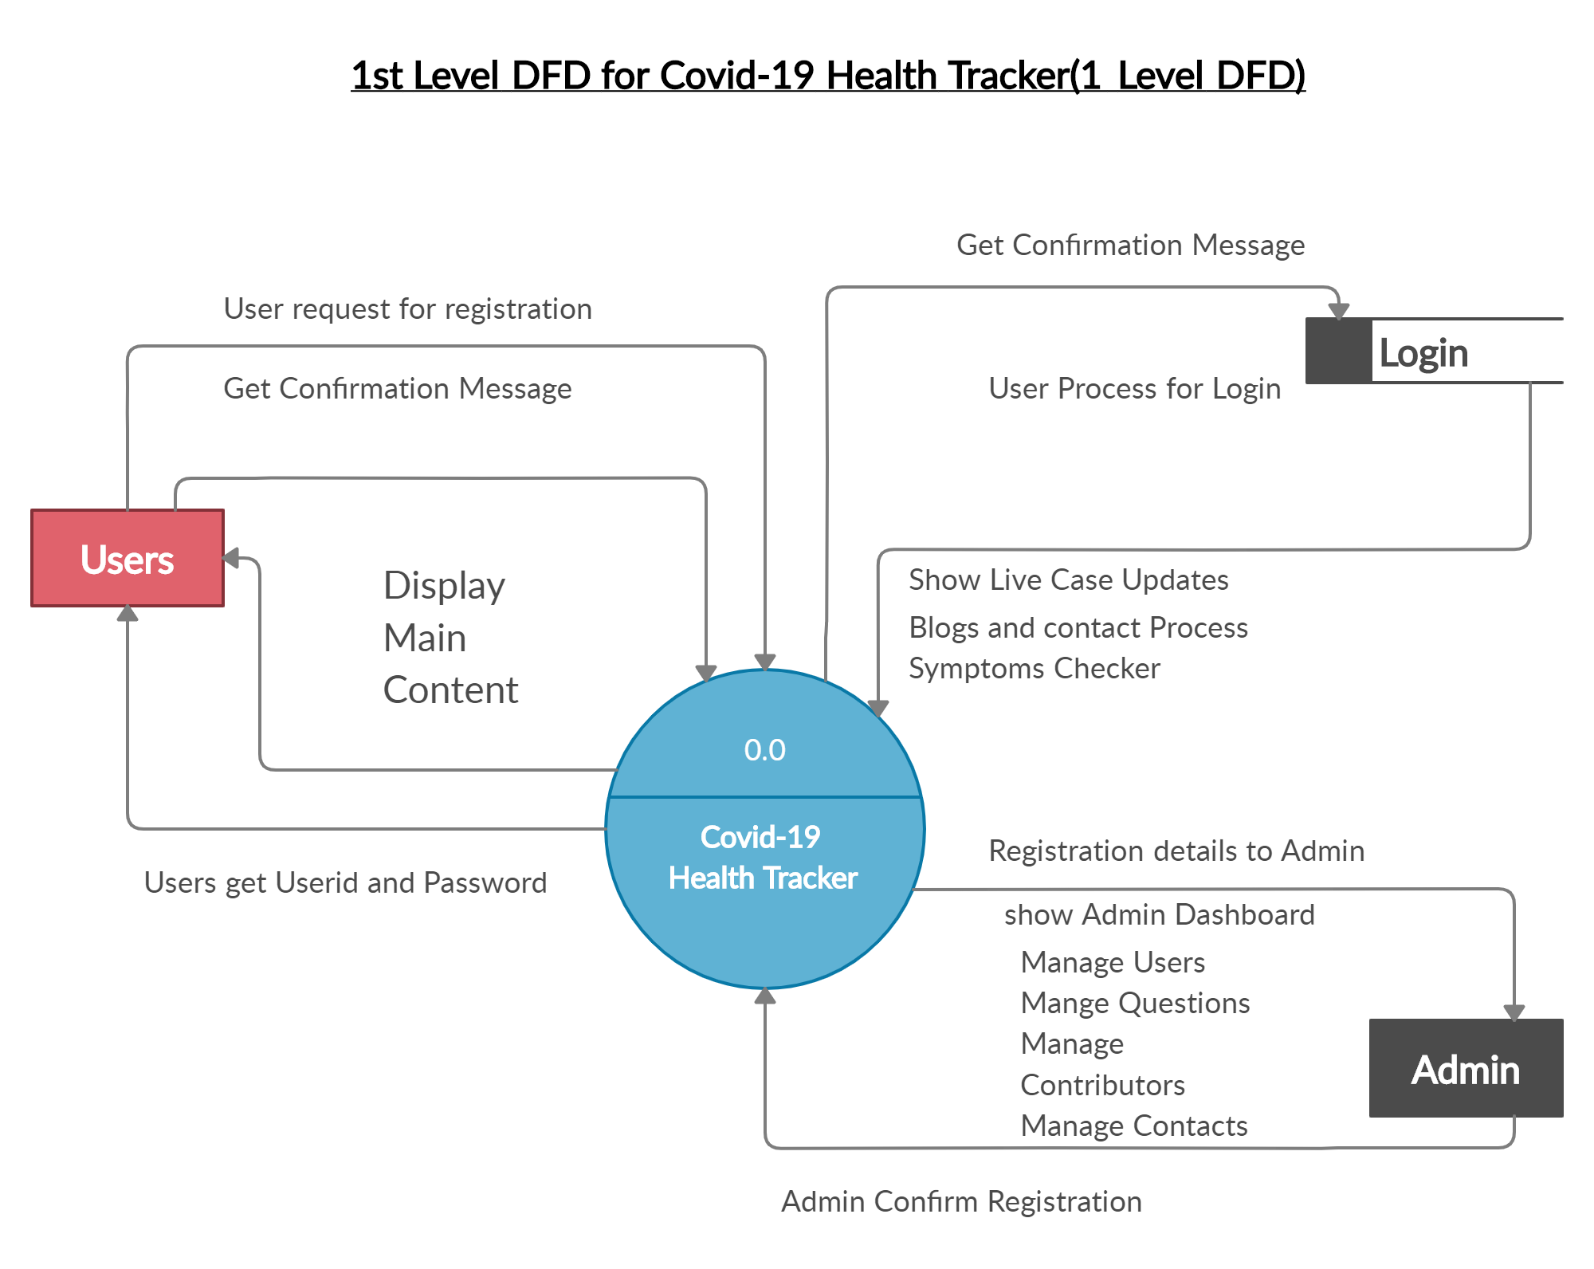 1st Level DFD for Covid-19 Health Tracker(1 Level DFD)
Get Confirmation Message
User request for registration
Login
Get Confirmation Message
User Process for Login
Users
Display
Main
Content
Show Live Case Updates
Blogs and contact Process
Symptoms Checker
0.0
Covid-19
Health Tracker
Users get Userid and Password
Registration details to Admin
show Admin Dashboard
Manage Users
Mange Questions
Manage
Contributors
Manage Contacts
Admin
Admin Confirm Registration